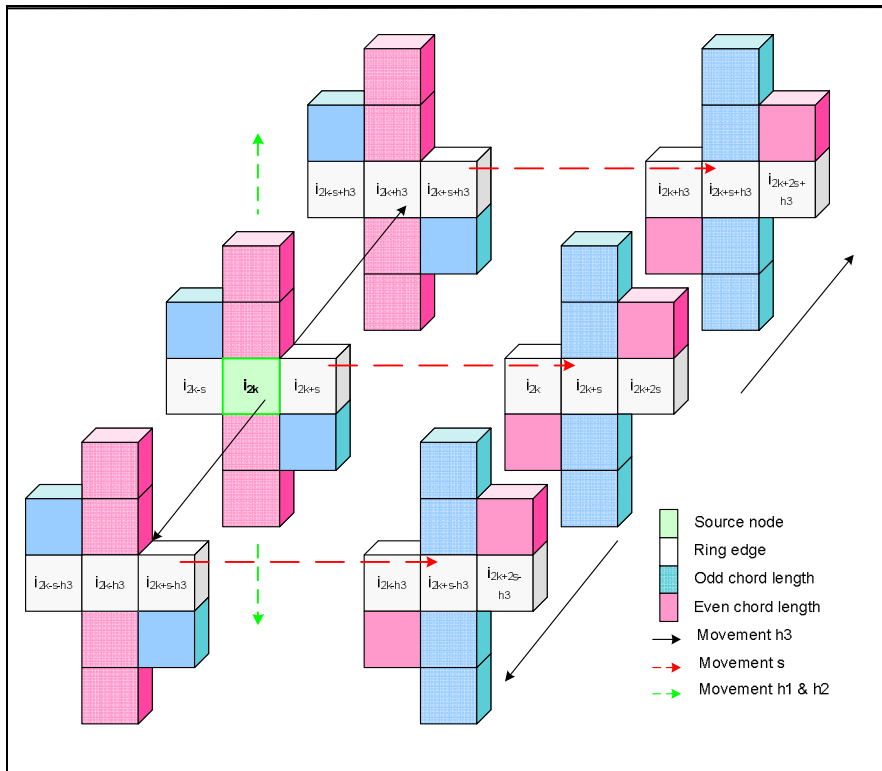 i2k-s+h3 i2k+h3 i2k+s+h3 i2k+h3 i2k+s+h3 i2k+2s+
h3
i2k-s i2k i2k+s i2k i2k+s i2k+2s
i2k-s-h3 i2k-h3 i2k+s-h3 i2k-h3 i2k+s-h3 i2k+2s-
h3
Source node
Ring edge
Odd chord length
Even chord length
Movement h3
Movement s
Movement h1 & h2